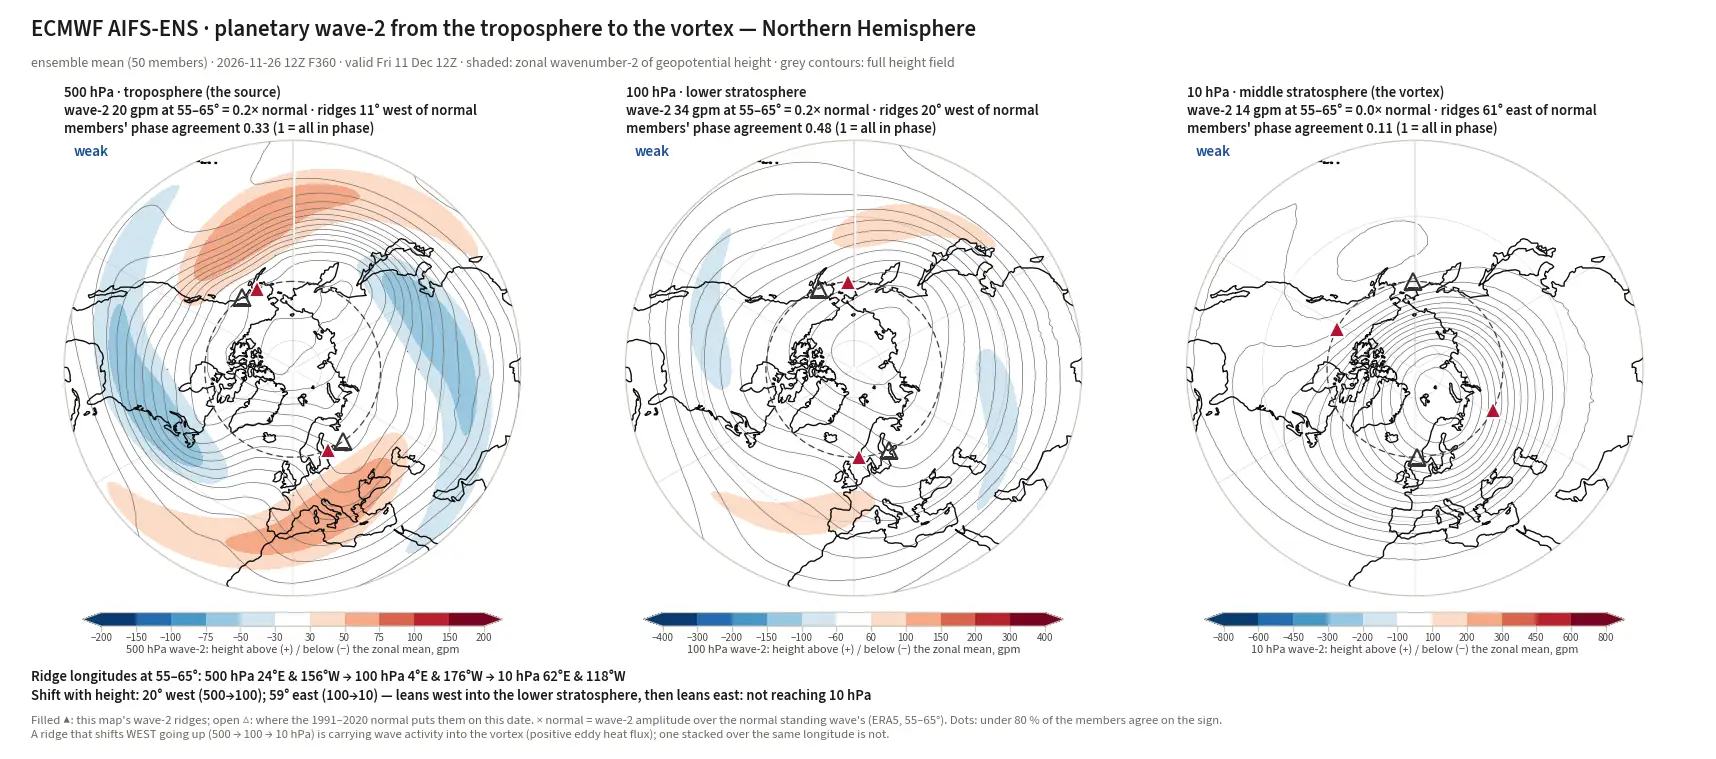 ECMWF AIFS-ENS · planetary wave-2 from the troposphere to the vortex — Northern Hemisphere
ensemble mean (50 members) · 2026-11-26 12Z F360 · valid Fri 11 Dec 12Z · shaded: zonal wavenumber-2 of geopotential height · grey contours: full height field
500 hPa · troposphere (the source)
wave-2 20 gpm at 55–65° = 0.2× normal · ridges 11° west of normal
members' phase agreement 0.33 (1 = all in phase)
weak
100 hPa · lower stratosphere
wave-2 34 gpm at 55–65° = 0.2× normal · ridges 20° west of normal
members' phase agreement 0.48 (1 = all in phase)
weak
10 hPa · middle stratosphere (the vortex)
wave-2 14 gpm at 55–65° = 0.0× normal · ridges 61° east of normal
members' phase agreement 0.11 (1 = all in phase)
weak
−200 −150 −100 −75 −50 −30 30 50 75 100 150 200
500 hPa wave-2: height above (+) / below (−) the zonal mean, gpm
−400 −300 −200 −150 −100 −60 60 100 150 200 300 400
100 hPa wave-2: height above (+) / below (−) the zonal mean, gpm
−800 −600 −450 −300 −200 −100 100 200 300 450 600 800
10 hPa wave-2: height above (+) / below (−) the zonal mean, gpm
Ridge longitudes at 55–65°: 500 hPa 24°E & 156°W → 100 hPa 4°E & 176°W → 10 hPa 62°E & 118°W
Shift with height: 20° west (500→100); 59° east (100→10) — leans west into the lower stratosphere, then leans east: not reaching 10 hPa
Filled ▲: this map's wave-2 ridges; open △: where the 1991–2020 normal puts them on this date. × normal = wave-2 amplitude over the normal standing wave's (ERA5, 55–65°). Dots: under 80 % of the members agree on the sign.
A ridge that shifts WEST going up (500 → 100 → 10 hPa) is carrying wave activity into the vortex (positive eddy heat flux); one stacked over the same longitude is not.